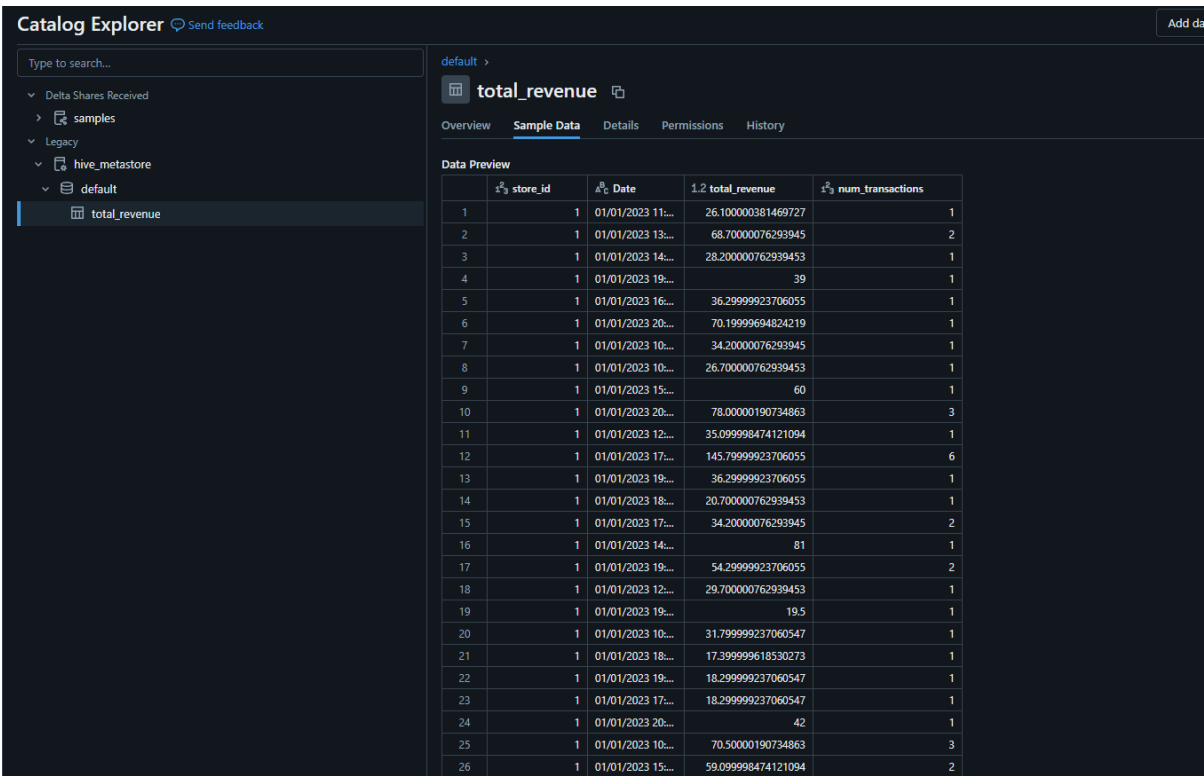 Catalog Explorer Send feedback
Add da
Type to search...
Delta Shares Received
samples
Legacy
hive_metastore
default
total_revenue
default >
total_revenue
Overview Sample Data Details Permissions History
Data Preview
store_id Date 1.2 total_revenue num_transactions
1 1 01/01/2023 11:... 26.100000381469727 1
2 1 01/01/2023 13:... 68.70000076293945 2
3 1 01/01/2023 14:... 28.200000762939453 1
4 1 01/01/2023 19:... 39 1
5 1 01/01/2023 16:... 36.29999923706055 1
6 1 01/01/2023 20:... 70.19999694824219 1
7 1 01/01/2023 10:... 34.20000076293945 1
8 1 01/01/2023 10:... 26.700000762939453 1
9 1 01/01/2023 15:... 60 1
10 1 01/01/2023 20:... 78.00000190734863 3
11 1 01/01/2023 12:... 35.099998474121094 1
12 1 01/01/2023 17:... 145.79999923706055 6
13 1 01/01/2023 19:... 36.29999923706055 1
14 1 01/01/2023 18:... 20.700000762939453 1
15 1 01/01/2023 17:... 34.20000076293945 2
16 1 01/01/2023 14:... 81 1
17 1 01/01/2023 19:... 54.29999923706055 2
18 1 01/01/2023 12:... 29.700000762939453 1
19 1 01/01/2023 19:... 19.5 1
20 1 01/01/2023 10:... 31.799999237060547 1
21 1 01/01/2023 18:... 17.399999618530273 1
22 1 01/01/2023 19:... 18.299999237060547 1
23 1 01/01/2023 17:... 18.299999237060547 1
24 1 01/01/2023 20:... 42 1
25 1 01/01/2023 10:... 70.50000190734863 3
26 1 01/01/2023 15:... 59.099998474121094 2